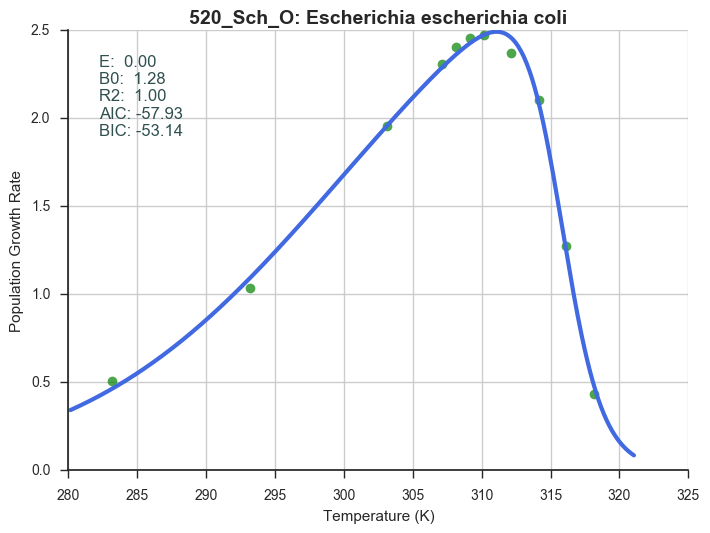 520_Sch_O: Escherichia escherichia coli
E:  0.00
B0:  1.28
R2:  1.00
AIC: -57.93
BIC: -53.14
Population Growth Rate
2.5
2.0
1.5
1.0
0.5
0.0
280 285 290 295 300 305 310 315 320 325
Temperature (K)